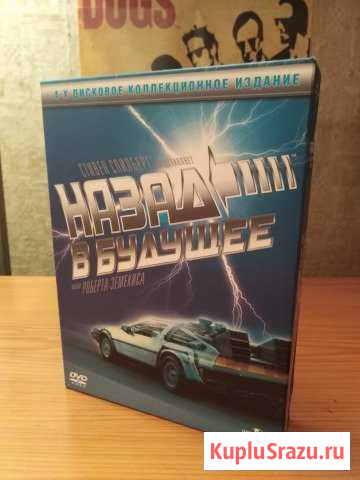 DOGS
4-Х ДИСКОВОЕ КОЛЛЕКЦИОННОЕ ИЗДАНИЕ
СТИВЕН СПИЛБЕРГ
НАЗАД
В БУДУЩЕЕ
РОБЕРТА ЗЕМЕКИСА
DVD
KupluSrazu.ru